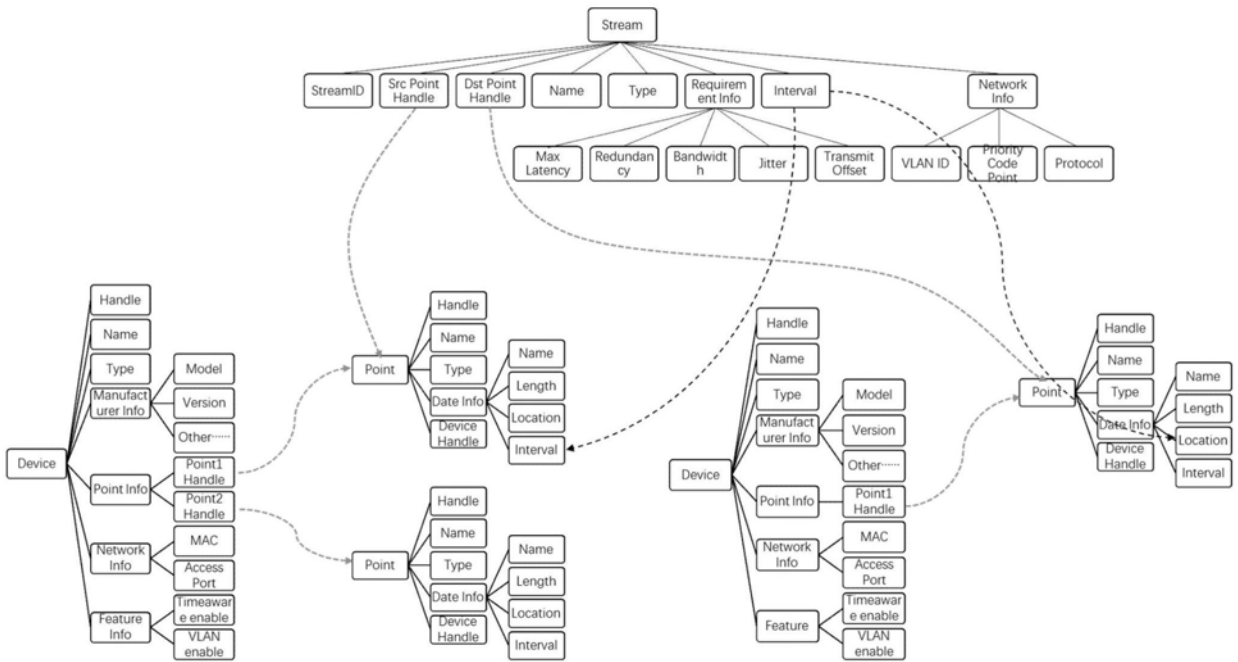 Stream
StreamID
Src Point
Handle
Dst Point
Handle
Name
Type
Requirem
ent Info
Interval
Network
Info
Max
Latency
Redundan
cy
Bandwidt
h
Jitter
Transmit
Offset
VLAN ID
Priority
Code
Point
Protocol
Device
Handle
Name
Type
Manufact
urer Info
Model
Version
Other······
Point Info
Point1
Handle
Point2
Handle
Network
Info
MAC
Access
Port
Feature
Info
Timeawar
e enable
VLAN
enable
Point
Handle
Name
Type
Date Info
Device
Handle
Name
Length
Location
Interval
Point
Handle
Name
Type
Date Info
Device
Handle
Name
Length
Location
Interval
Device
Handle
Name
Type
Manufact
urer Info
Model
Version
Other······
Point Info
Point1
Handle
Network
Info
MAC
Access
Port
Feature
Timeawar
e enable
VLAN
enable
Point
Handle
Name
Type
Date Info
Device
Handle
Name
Length
Location
Interval